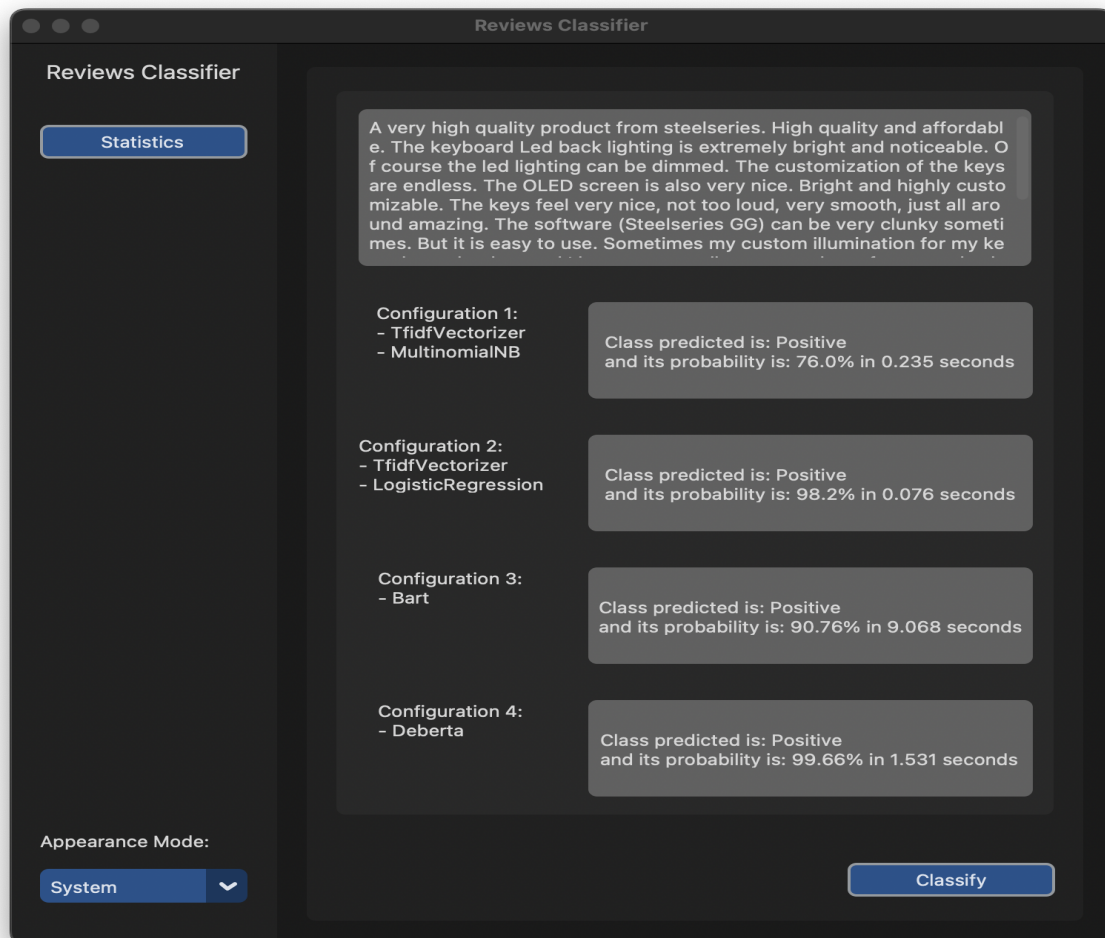 Reviews Classifier
Reviews Classifier
Statistics
A very high quality product from steelseries. High quality and affordabl
e. The keyboard Led back lighting is extremely bright and noticeable. O
f course the led lighting can be dimmed. The customization of the keys
are endless. The OLED screen is also very nice. Bright and highly custo
mizable. The keys feel very nice, not too loud, very smooth, just all aro
und amazing. The software (Steelseries GG) can be very clunky someti
mes. But it is easy to use. Sometimes my custom illumination for my ke
Configuration 1:
- TfidfVectorizer
- MultinomialNB
Class predicted is: Positive
and its probability is: 76.0% in 0.235 seconds
Configuration 2:
- TfidfVectorizer
- LogisticRegression
Class predicted is: Positive
and its probability is: 98.2% in 0.076 seconds
Configuration 3:
- Bart
Class predicted is: Positive
and its probability is: 90.76% in 9.068 seconds
Configuration 4:
- Deberta
Class predicted is: Positive
and its probability is: 99.66% in 1.531 seconds
Appearance Mode:
System
Classify